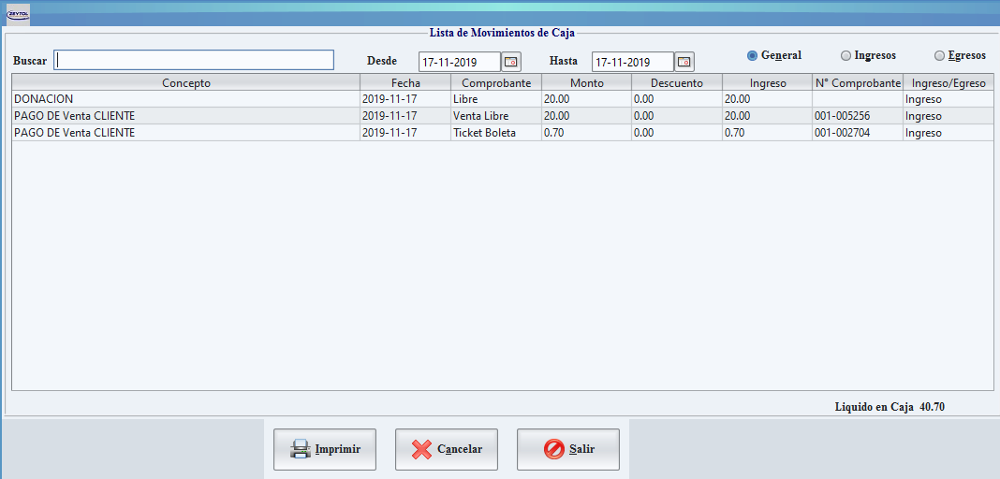 ZEYTOL
Lista de Movimientos de Caja
Buscar Desde 17-11-2019 Hasta 17-11-2019 General Ingresos Egresos
Concepto Fecha Comprobante Monto Descuento Ingreso N° Comprobante Ingreso/Egreso
DONACION 2019-11-17 Libre 20.00 0.00 20.00 Ingreso
PAGO DE Venta CLIENTE 2019-11-17 Venta Libre 20.00 0.00 20.00 001-005256 Ingreso
PAGO DE Venta CLIENTE 2019-11-17 Ticket Boleta 0.70 0.00 0.70 001-002704 Ingreso
Liquido en Caja 40.70
Imprimir Cancelar Salir